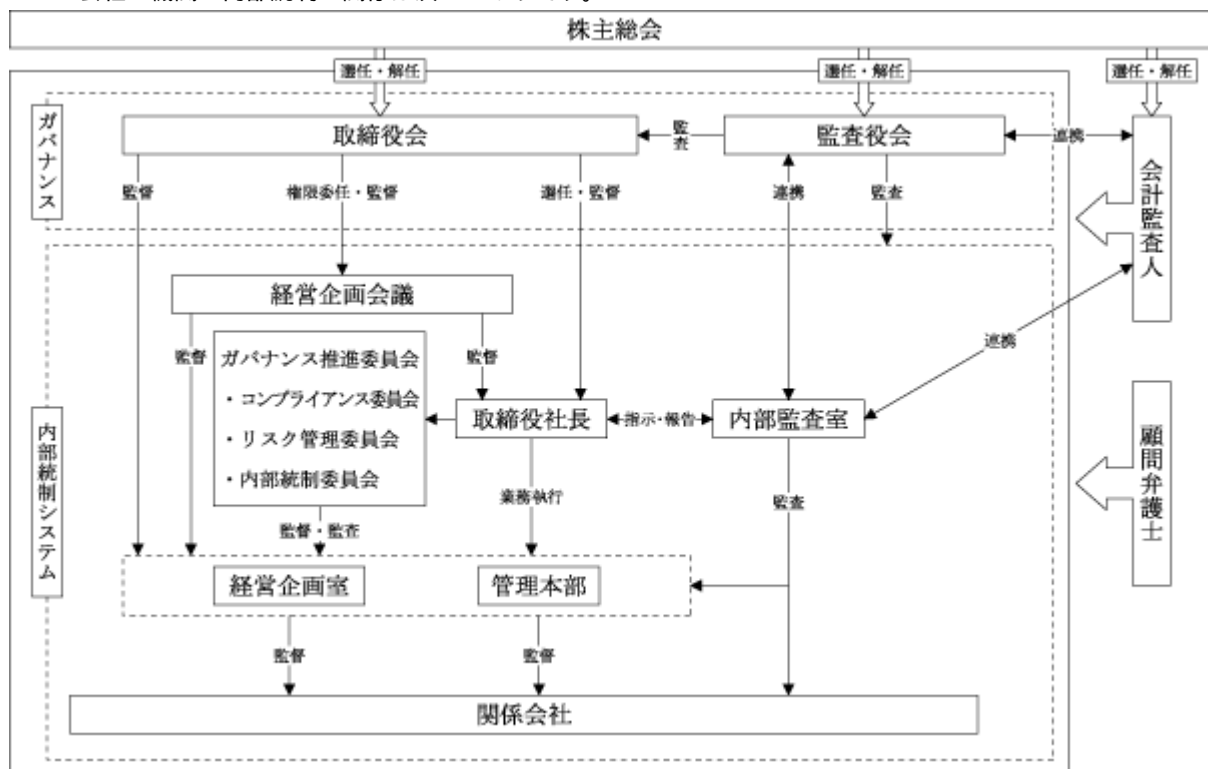 株主総会
選任・解任
選任・解任
選任・解任
ガバナンス
取締役会
監査
監査役会
連携
会計監査人
監督
権限委任・監督
選任・監督
連携
監査
経営企画会議
監督
ガバナンス推進委員会
・コンプライアンス委員会
・リスク管理委員会
・内部統制委員会
監督
連携
取締役社長
指示・報告
内部監査室
顧問弁護士
内部統制システム
業務執行
監査
監督・監査
経営企画室
管理本部
監督
監督
関係会社